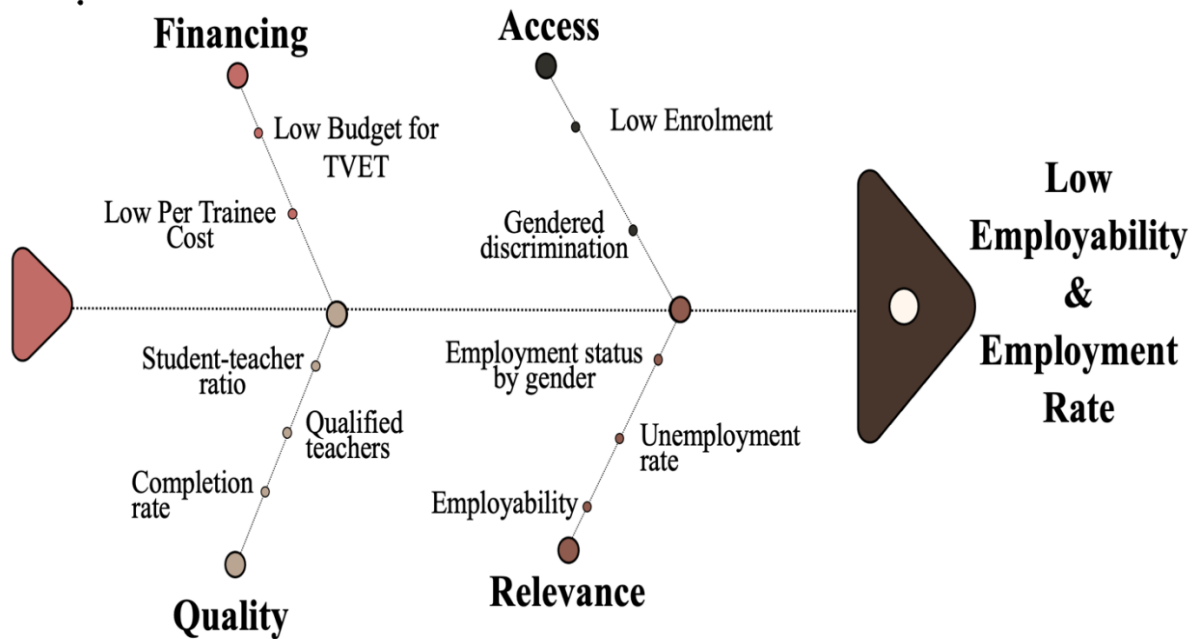 Financing
Access
Low Budget for
TVET
Low Enrolment
Low Per Trainee
Cost
Gendered
discrimination
Low
Employability
&
Employment
Rate
Student-teacher
ratio
Employment status
by gender
Qualified
teachers
Unemployment
rate
Completion
rate
Employability
Quality
Relevance